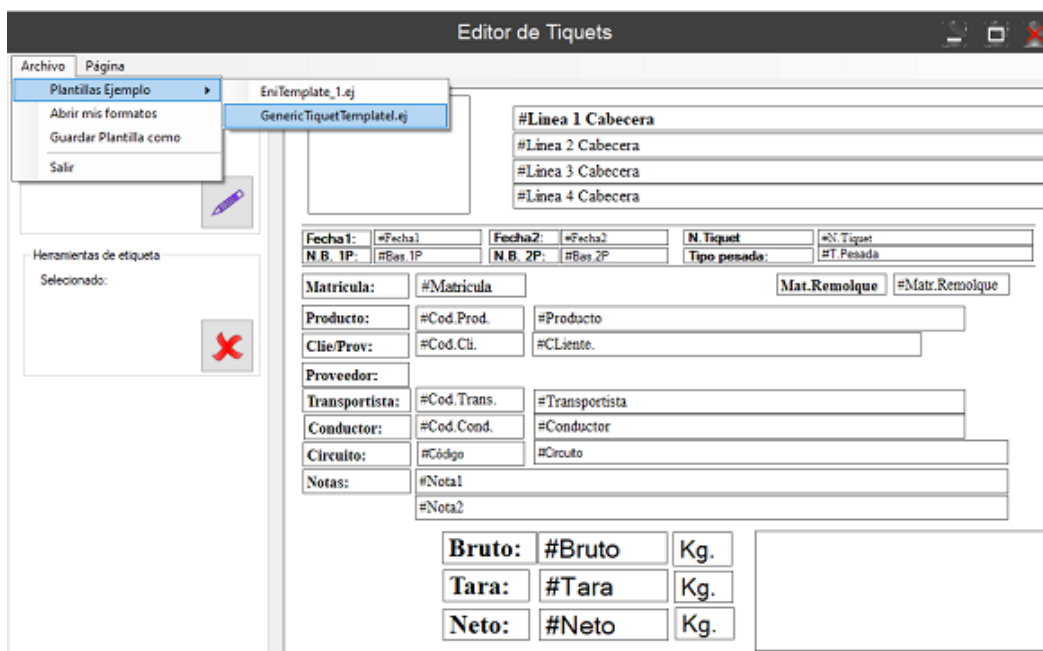 Editor de Tiquets
Archivo Página
Plantillas Ejemplo
Abrir mis formatos
Guardar Plantilla como
Salir
EniTemplate_1.ej
GenericTiquetTemplateI.ej
Herramientas de etiqueta
Selecionado:
#Linea 1 Cabecera
#Linea 2 Cabecera
#Linea 3 Cabecera
#Linea 4 Cabecera
Fecha1: #Fecha1 Fecha2: #Fecha2 N.Tiquet #N.Tiquet
N.B. 1P: #Bas.1P N.B. 2P: #Bas.2P Tipo pesada: #T.Pesada
Matricula: #Matricula Mat.Remolque #Matr.Remolque
Producto: #Cod.Prod. #Producto
Clie/Prov: #Cod.Cli. #CLiente.
Proveedor:
Transportista: #Cod.Trans. #Transportista
Conductor: #Cod.Cond. #Conductor
Circuito: #Código #Circuito
Notas: #Nota1
#Nota2
Bruto: #Bruto Kg.
Tara: #Tara Kg.
Neto: #Neto Kg.